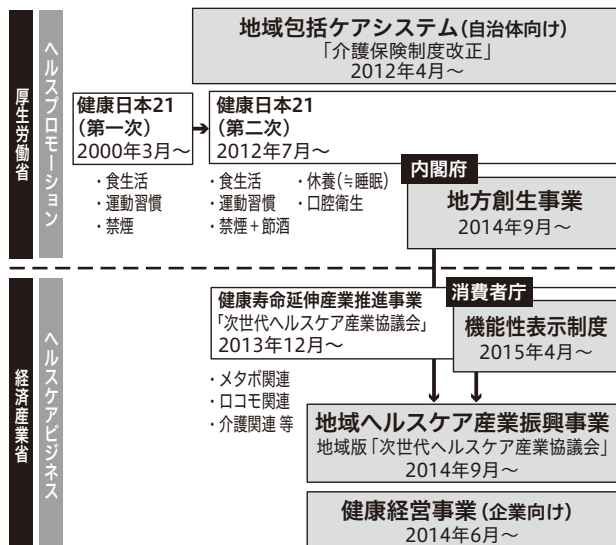 厚生労働省
ヘルスプロモーション
地域包括ケアシステム(自治体向け)
「介護保険制度改正」
2012年4月～
健康日本21
(第一次)
2000年3月～
・食生活
・運動習慣
・禁煙
健康日本21
(第二次)
2012年7月～
・食生活
・運動習慣
・禁煙+節酒
・休養(≒睡眠)
・口腔衛生
内閣府
地方創生事業
2014年9月～
経済産業省
ヘルスケアビジネス
健康寿命延伸産業推進事業
「次世代ヘルスケア産業協議会」
2013年12月～
・メタボ関連
・ロコモ関連
・介護関連 等
消費者庁
機能性表示制度
2015年4月～
地域ヘルスケア産業振興事業
地域版「次世代ヘルスケア産業協議会」
2014年9月～
健康経営事業(企業向け)
2014年6月～